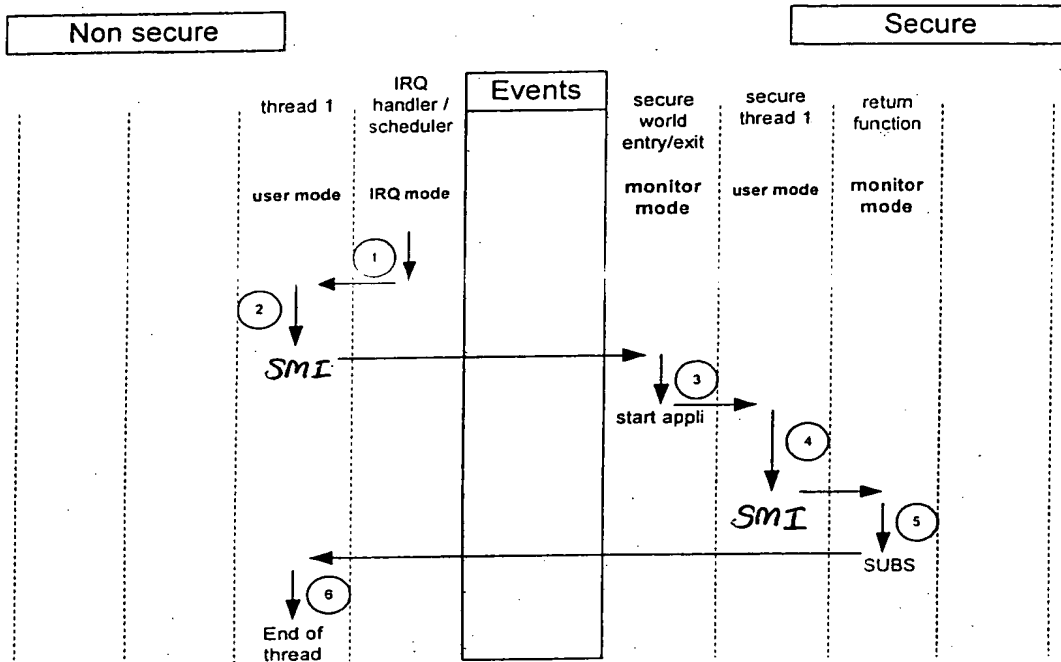 Non secure
Secure
Events
thread 1
IRQ
handler /
scheduler
secure
world
entry/exit
secure
thread 1
return
function
user mode
IRQ mode
monitor
mode
user mode
monitor
mode
1
2
SMI
3
start appli
4
SMI
5
SUBS
6
End of
thread